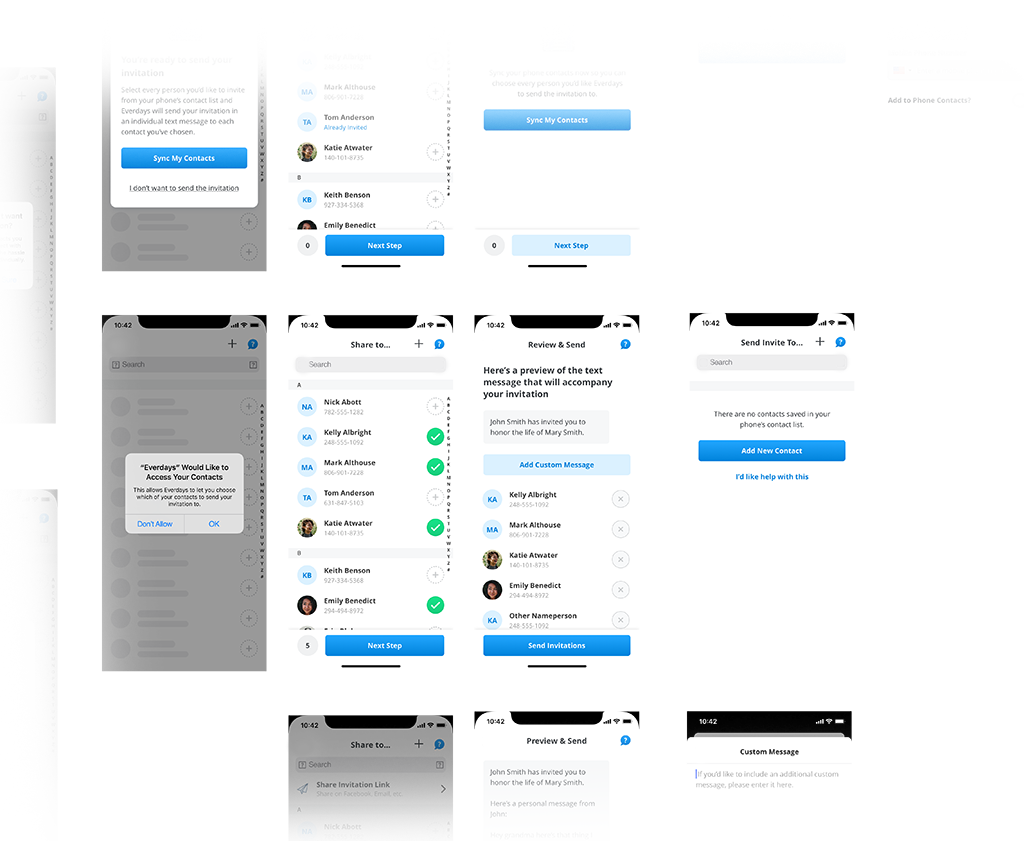 You're ready to send your
invitation
Select every person you'd like to invite
from your phone's contact list and
Everdays will send your invitation in
an individual text message to each
contact you've chosen.
Sync My Contacts
I don't want to send the invitation
MA
Mark Althouse
806-901-7228
TA
Tom Anderson
Already Invited
Katie Atwater
140-101-8735
B
KB
Keith Benson
927-334-5368
Emily Benedict
0
Next Step
choose every person you'd like Everdays
to send the invitation to.
Sync My Contacts
0
Next Step
Add to Phone Contacts?
10:42
Search
"Everdays" Would Like to
Access Your Contacts
This allows Everdays to let you choose
which of your contacts to send your
invitation to.
Don't Allow
OK
10:42
Share to...
Search
A
NA
Nick Abott
782-555-1282
KA
Kelly Albright
248-555-1092
MA
Mark Althouse
806-901-7228
TA
Tom Anderson
631-847-5103
Katie Atwater
140-101-8735
B
KB
Keith Benson
927-334-5368
Emily Benedict
294-494-8972
5
Next Step
10:42
Review & Send
Here's a preview of the text
message that will accompany
your invitation
John Smith has invited you to
honor the life of Mary Smith.
Add Custom Message
KA
Kelly Albright
248-555-1092
MA
Mark Althouse
806-901-7228
Katie Atwater
140-101-8735
Emily Benedict
294-494-8972
KA
Other Nameperson
248-555-1092
Send Invitations
10:42
Send Invite To...
Search
There are no contacts saved in your
phone's contact list.
Add New Contact
I'd like help with this
10:42
Share to...
Search
Share Invitation Link
Share on Facebook, Email, etc.
A
Nick Abott
10:42
Preview & Send
John Smith has invited you to
honor the life of Mary Smith.
Here's a personal message from
John:
10:42
Custom Message
If you'd like to include an additional custom
message, please enter it here.